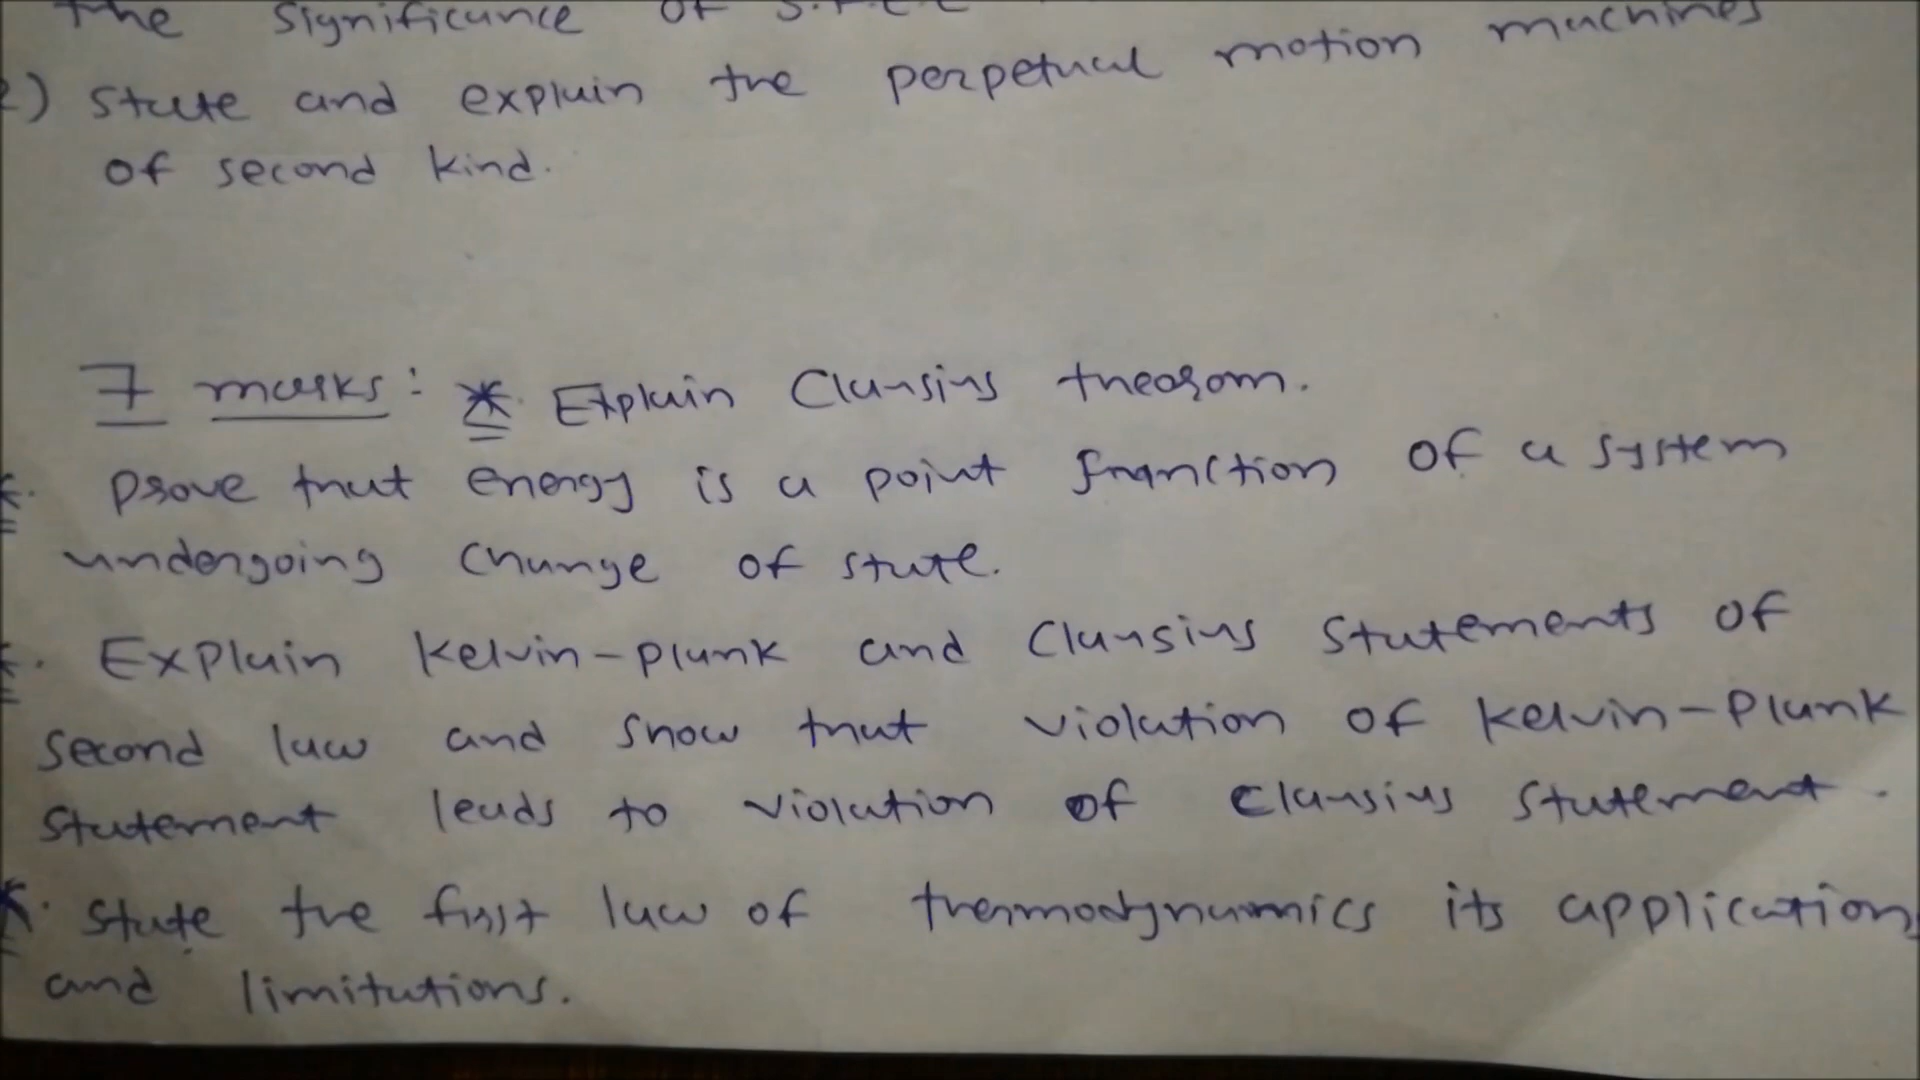 The significance of S.F.E.E
2) State and explain the perpetual motion machines
of second kind.
7 marks: * Explain Clausius theorom.
*. Prove that energy is a point franction of a system
undergoing change of state.
*. Explain Kelvin-Plank and Clausius Statements of
second law and show that violation of Kelvin-Plank
Statement leads to violation of Clausius Statement.
*. State the first law of thermodynamics its application
and limitations.